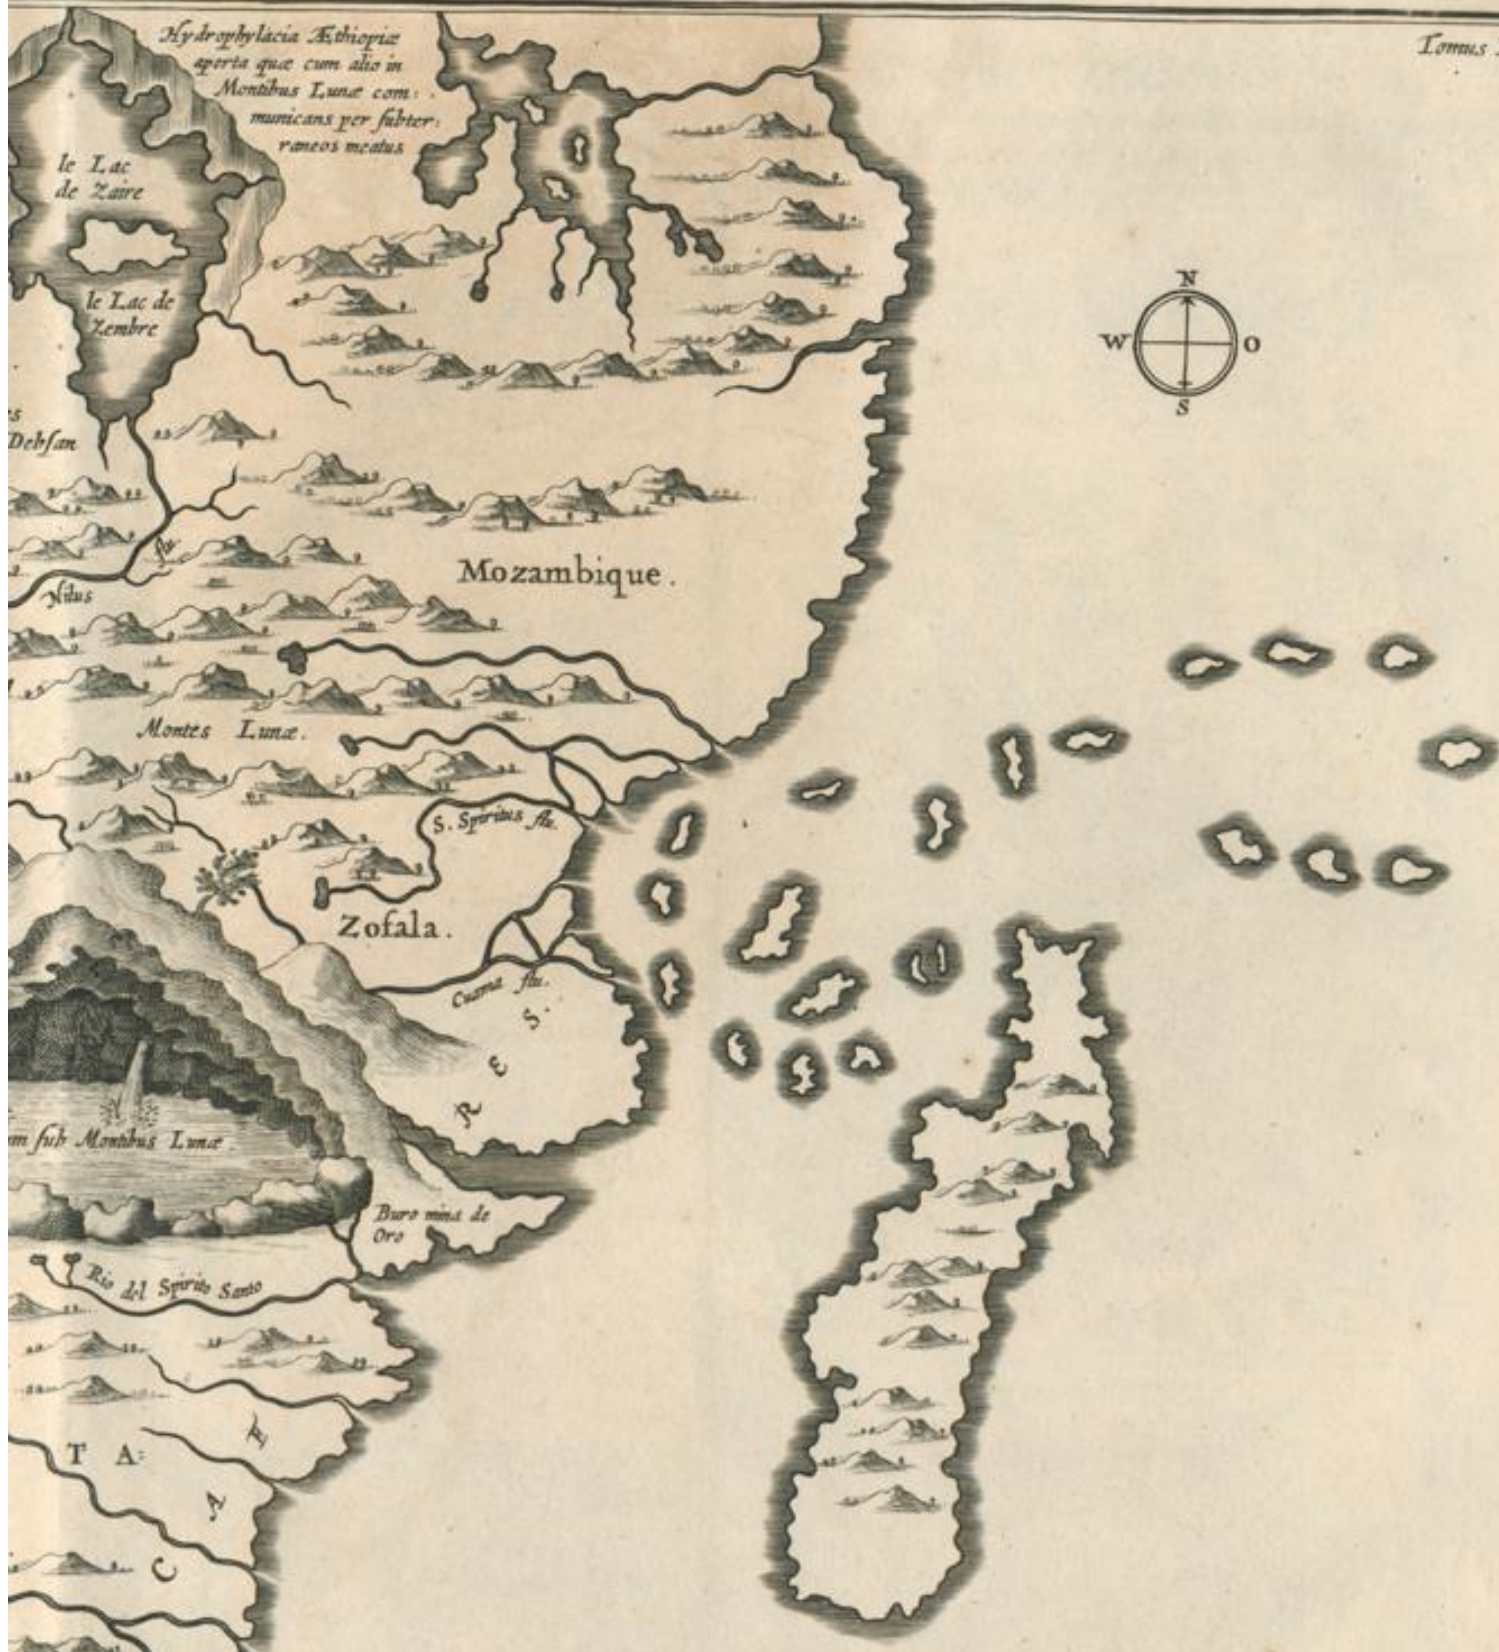 Hydrophylacia Æthiopiæ
aperta quæ cum alio in
Montibus Lunæ com:
municans per subter:
raneos meatus
Tomus
le Lac
de Zaire
le Lac de
Zembre
N
W O
S
Debsan
flu.
Nilus
Mozambique.
Montes Lunæ.
S. Spiritus flu.
Zofala.
Cuama flu.
R E S.
sub Montibus Lunæ.
Buro mina de
Oro
Rio del Spirito Santo
T A:
C A F